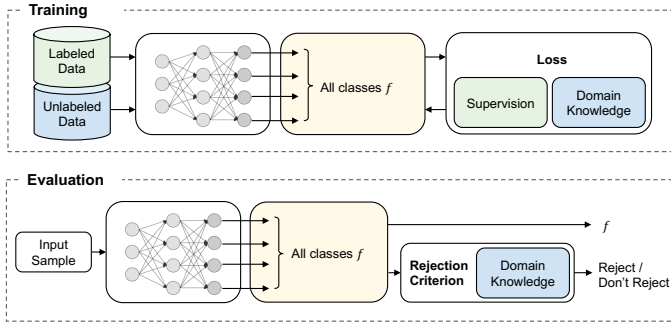 Training
Labeled
Data
Unlabeled
Data
All classes f
Loss
Supervision
Domain
Knowledge
Evaluation
Input
Sample
All classes f
f
Rejection
Criterion
Domain
Knowledge
Reject /
Don't Reject